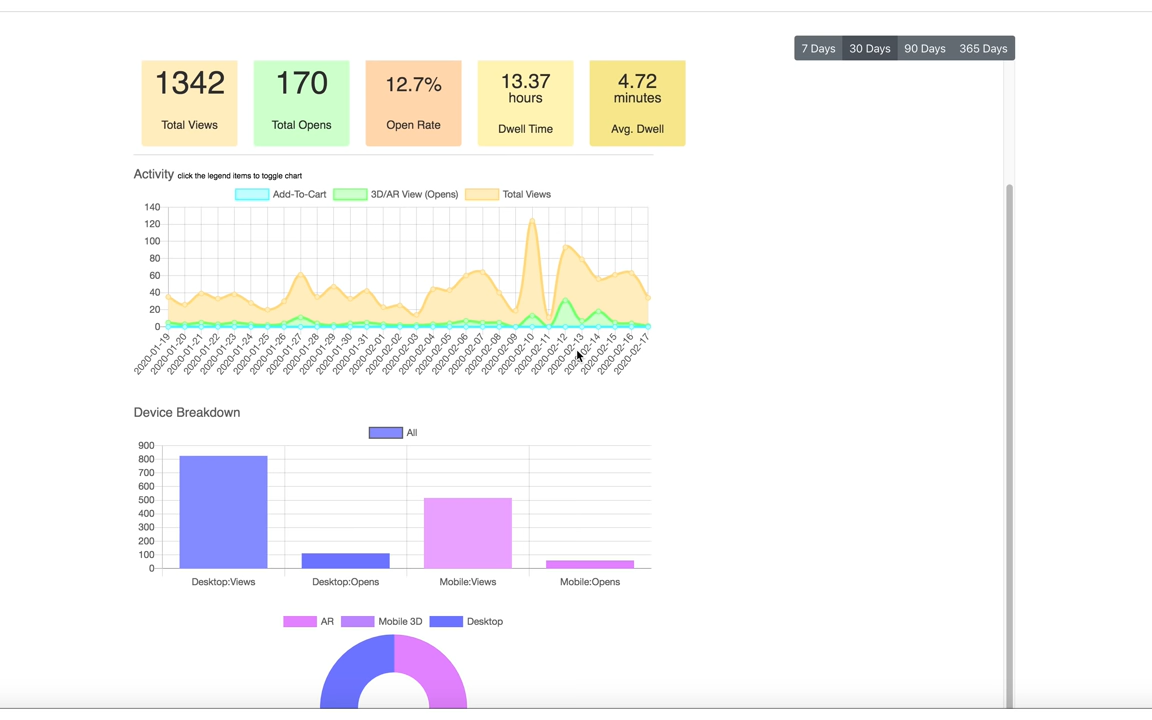 7 Days 30 Days 90 Days 365 Days
1342 170 12.7% 13.37 4.72
hours minutes
Total Views Total Opens Open Rate Dwell Time Avg. Dwell
Activity click the legend items to toggle chart
Add-To-Cart 3D/AR View (Opens) Total Views
140
120
100
80
60
40
20
0
2020-01-19 2020-01-20 2020-01-21 2020-01-22 2020-01-23 2020-01-24 2020-01-25 2020-01-26 2020-01-27 2020-01-28 2020-01-29 2020-01-30 2020-01-31 2020-02-01 2020-02-02 2020-02-03 2020-02-04 2020-02-05 2020-02-06 2020-02-07 2020-02-08 2020-02-09 2020-02-10 2020-02-11 2020-02-12 2020-02-13 2020-02-14 2020-02-15 2020-02-16 2020-02-17
Device Breakdown
All
900
800
700
600
500
400
300
200
100
0
Desktop:Views Desktop:Opens Mobile:Views Mobile:Opens
AR Mobile 3D Desktop